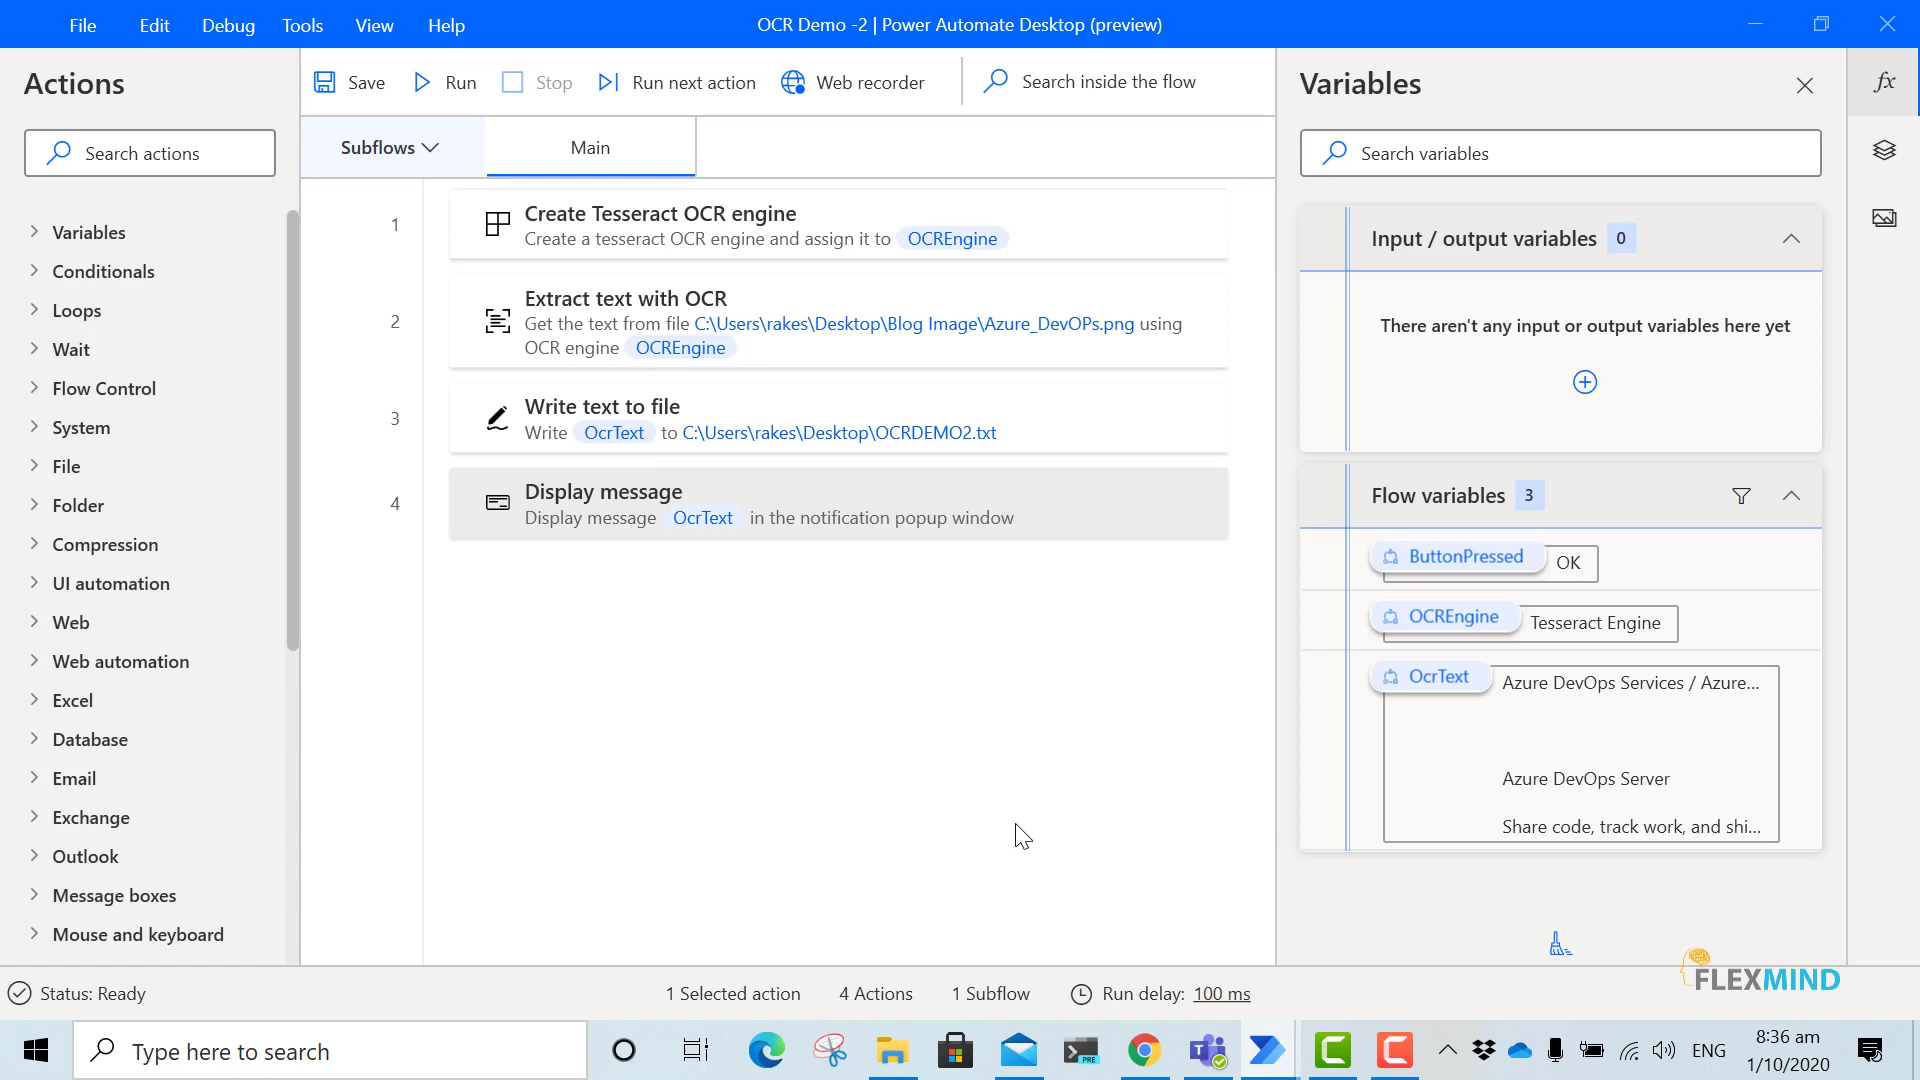 File Edit Debug Tools View Help
OCR Demo -2 | Power Automate Desktop (preview)
Actions
Search actions
Variables
Conditionals
Loops
Wait
Flow Control
System
File
Folder
Compression
UI automation
Web
Web automation
Excel
Database
Email
Exchange
Outlook
Message boxes
Mouse and keyboard
Save Run Stop Run next action Web recorder Search inside the flow
Subflows Main
1
Create Tesseract OCR engine
Create a tesseract OCR engine and assign it to OCREngine
2
Extract text with OCR
Get the text from file C:\Users\rakes\Desktop\Blog Image\Azure_DevOPs.png using
OCR engine OCREngine
3
Write text to file
Write OcrText to C:\Users\rakes\Desktop\OCRDEMO2.txt
4
Display message
Display message OcrText in the notification popup window
Variables
fx
Search variables
Input / output variables 0
There aren't any input or output variables here yet
Flow variables 3
ButtonPressed OK
OCREngine Tesseract Engine
OcrText Azure DevOps Services / Azure...
Azure DevOps Server
Share code, track work, and shi...
FLEXMIND
Status: Ready 1 Selected action 4 Actions 1 Subflow Run delay: 100 ms
Type here to search
PRE
ENG
8:36 am
1/10/2020